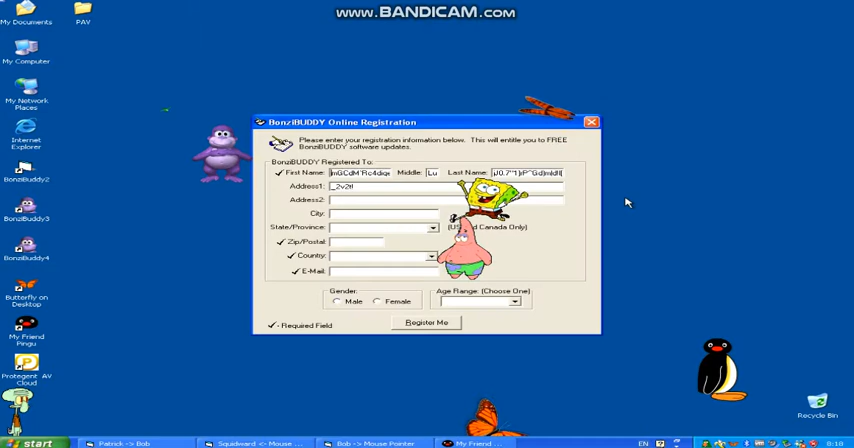 www.BANDICAM.com
My Documents
PAV
My Computer
My Network Places
Internet Explorer
BonziBUDDY2
BonziBUDDY3
BonziBUDDY4
Butterfly on Desktop
My Friend Pingu
Protegent AV Cloud
BonziBUDDY Online Registration
Please enter your registration information below. This will entitle you to FREE
BonziBUDDY software updates.
BonziBUDDY Registered To:
First Name: Middle: Lu Last Name:
Address1: _2v2t!
Address2:
City:
State/Province: (US and Canada Only)
Zip/Postal:
Country:
E-Mail:
Gender: Age Range: (Choose One)
Male Female
- Required Field
Register Me
Recycle Bin
start
Patrick -> Bob
Squidward <- Mouse ...
Bob -> Mouse Pointer
My Friend ...
EN
8:18